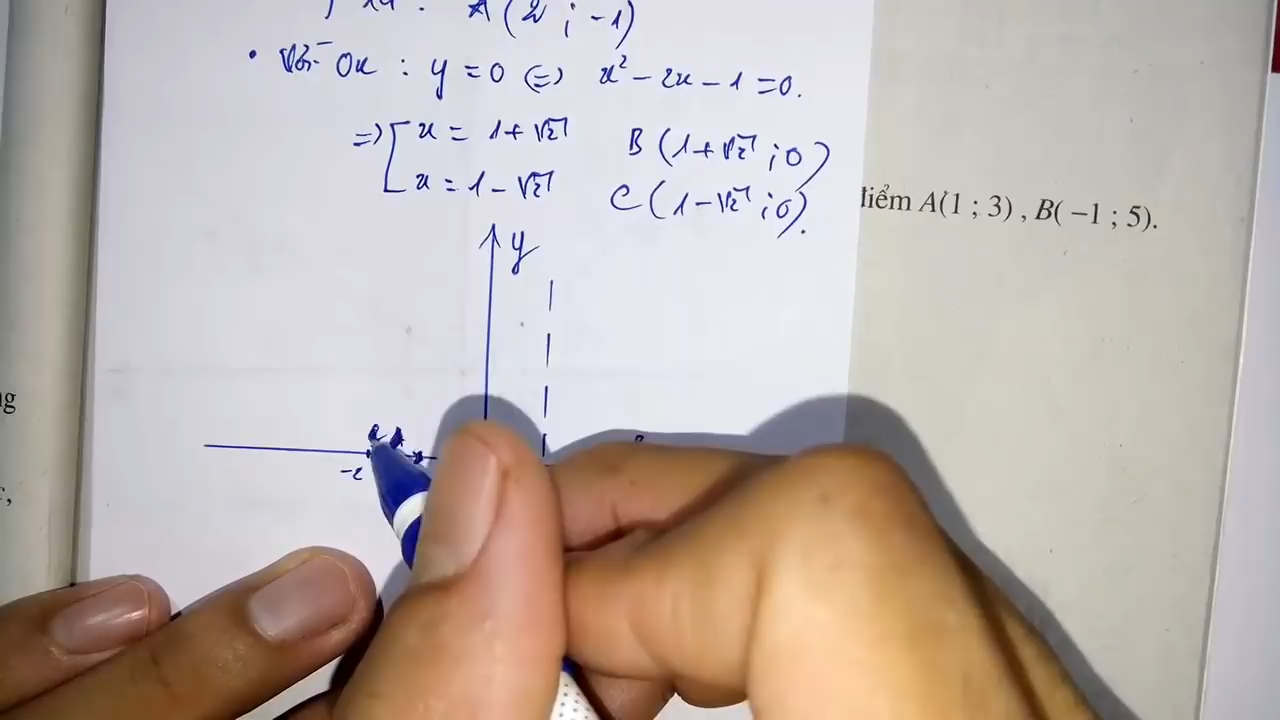 A(2 ; -1)
• Với Ox : y = 0 (=) x² - 2x - 1 = 0.
=> [ x = 1 + √2 B (1 + √2 ; 0)
x = 1 - √2 C (1 - √2 ; 0).
điểm A(1 ; 3) , B( −1 ; 5).
y
-2